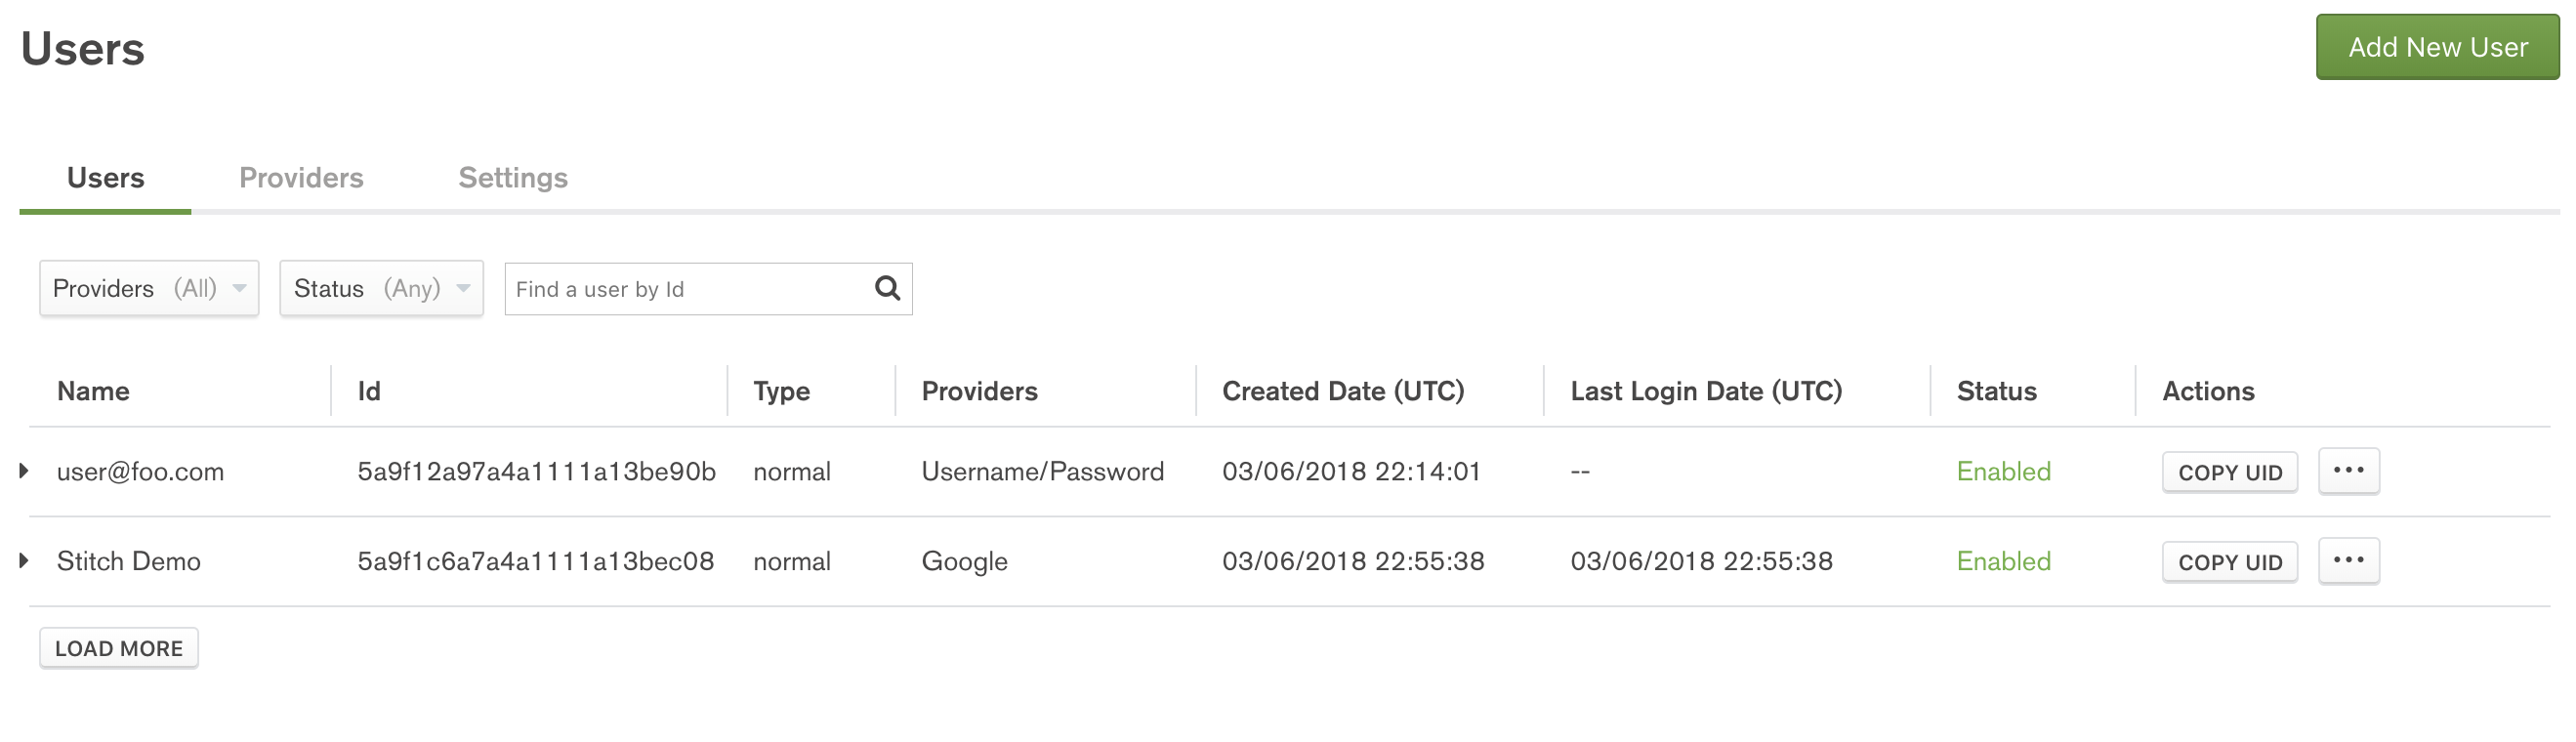 Users
Add New User
Users Providers Settings
Providers (All) Status (Any) Find a user by Id
Name Id Type Providers Created Date (UTC) Last Login Date (UTC) Status Actions
user@foo.com 5a9f12a97a4a1111a13be90b normal Username/Password 03/06/2018 22:14:01 -- Enabled COPY UID •••
Stitch Demo 5a9f1c6a7a4a1111a13bec08 normal Google 03/06/2018 22:55:38 03/06/2018 22:55:38 Enabled COPY UID •••
LOAD MORE